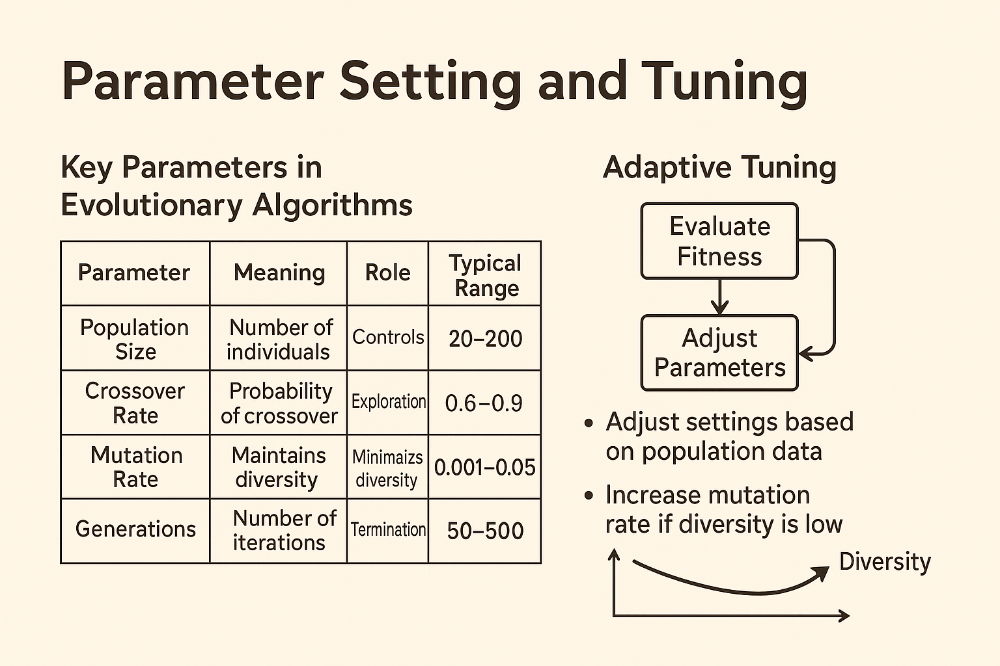 Parameter Setting and Tuning
Key Parameters in
Evolutionary Algorithms
Parameter
Meaning
Role
Typical
Range
Population
Size
Number of
individuals
Controls
20–200
Crossover
Rate
Probability
of crossover
Exploration
0.6–0.9
Mutation
Rate
Maintains
diversity
Minimaizs
diversity
0.001–0.05
Generations
Number of
iterations
Termination
50–500
Adaptive Tuning
Evaluate
Fitness
Adjust
Parameters
• Adjust settings based
on population data
• Increase mutation
rate if diversity is low
Diversity